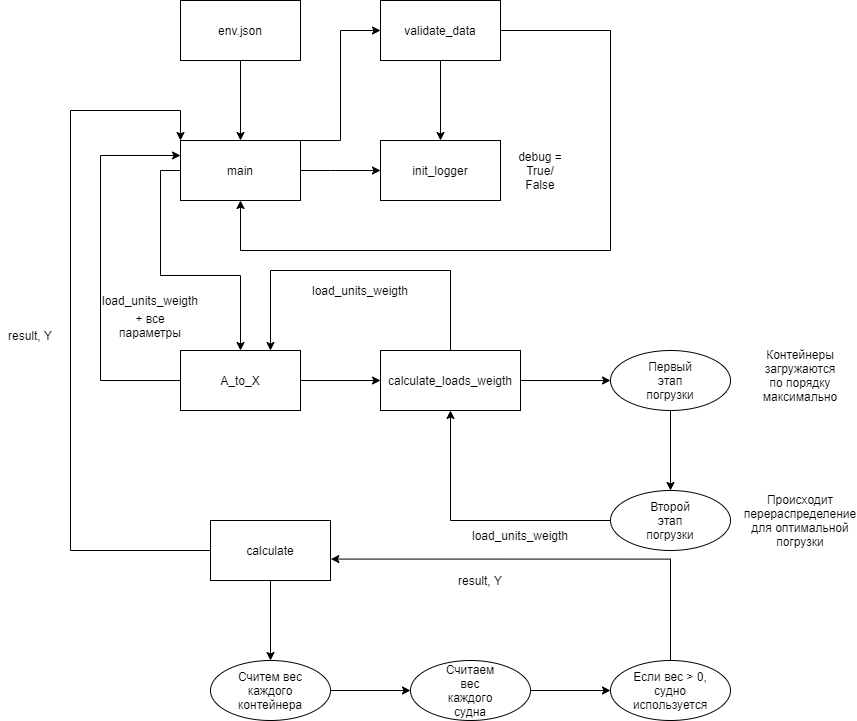 env.json
validate_data
main
init_logger
debug =
True/
False
load_units_weigth
+ все
параметры
load_units_weigth
result, Y
A_to_X
calculate_loads_weigth
Первый
этап
погрузки
Контейнеры
загружаются
по порядку
максимально
Второй
этап
погрузки
Происходит
перераспределение
для оптимальной
погрузки
load_units_weigth
calculate
result, Y
Считем вес
каждого
контейнера
Считаем
вес
каждого
судна
Если вес > 0,
судно
используется